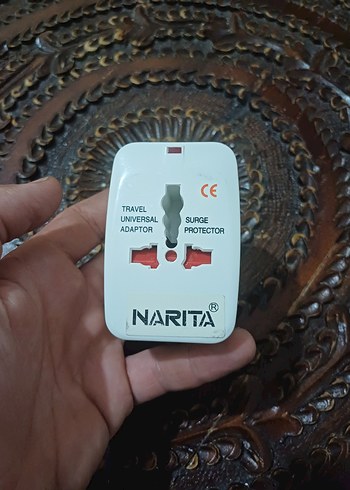 CE
TRAVEL
UNIVERSAL
ADAPTOR
SURGE
PROTECTOR
NARITA®